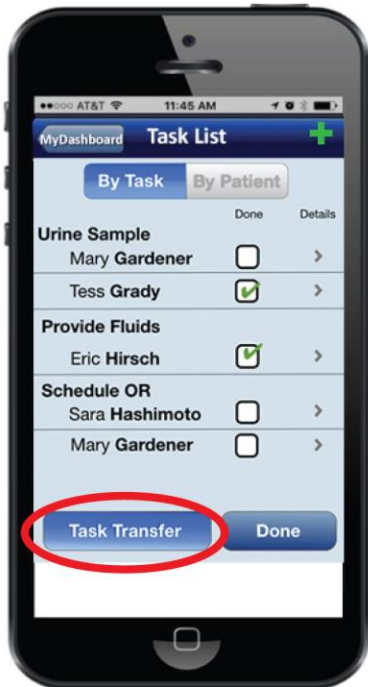 AT&T 11:45 AM
MyDashboard Task List
By Task By Patient
Done Details
Urine Sample
Mary Gardener
Tess Grady
Provide Fluids
Eric Hirsch
Schedule OR
Sara Hashimoto
Mary Gardener
Task Transfer Done